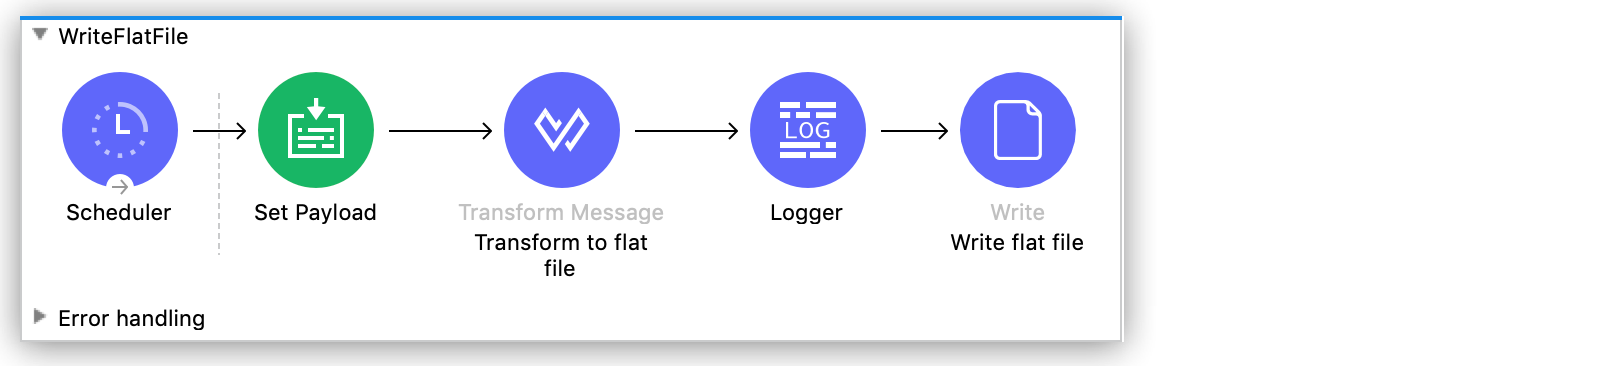 WriteFlatFile
LOG
Scheduler
Set Payload
Transform Message
Transform to flat
file
Logger
Write
Write flat file
Error handling